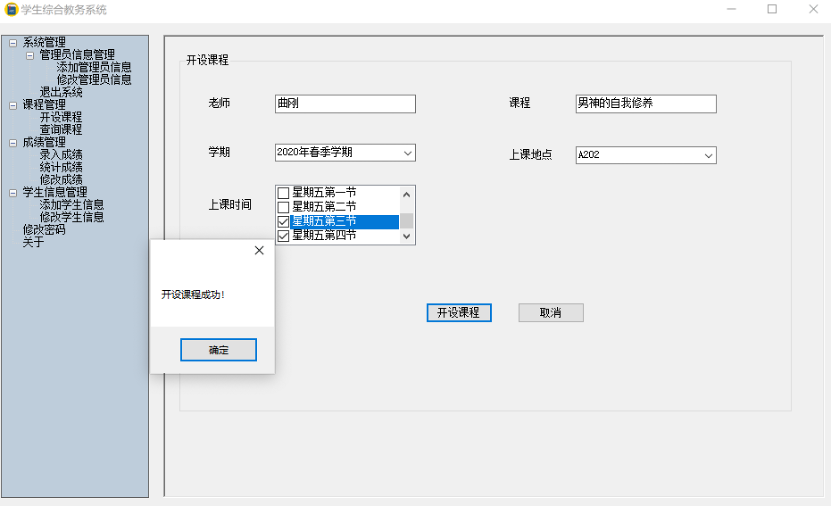 学生综合教务系统
系统管理
管理员信息管理
添加管理员信息
修改管理员信息
退出系统
课程管理
开设课程
查询课程
成绩管理
录入成绩
统计成绩
修改成绩
学生信息管理
添加学生信息
修改学生信息
修改密码
关于
开设课程
老师 曲刚 课程 男神的自我修养
学期 2020年春季学期 上课地点 A202
上课时间
星期五第一节
星期五第二节
星期五第三节
星期五第四节
开设课程 取消
开设课程成功!
确定